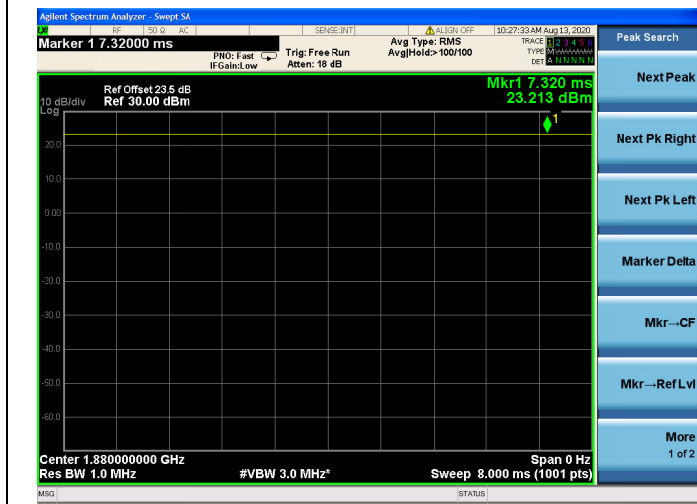 Agilent Spectrum Analyzer - Swept SA
RF 50 Ω AC SENSE:INT ALIGN OFF 10:27:33 AM Aug 13, 2020
Marker 1 7.32000 ms
PNO: Fast
IFGain:Low
Trig: Free Run
Atten: 18 dB
Avg Type: RMS
Avg|Hold:>100/100
TRACE 1 2 3 4 5 6
TYPE M
DET A N N N N N
Peak Search
Ref Offset 23.5 dB
Ref 30.00 dBm
10 dB/div
Log
Mkr1 7.320 ms
23.213 dBm
1
20.0
10.0
0.00
-10.0
-20.0
-30.0
-40.0
-50.0
-60.0
Next Peak
Next Pk Right
Next Pk Left
Marker Delta
Mkr→CF
Mkr→Ref Lvl
More
1 of 2
Center 1.880000000 GHz Span 0 Hz
Res BW 1.0 MHz #VBW 3.0 MHz* Sweep 8.000 ms (1001 pts)
MSG STATUS